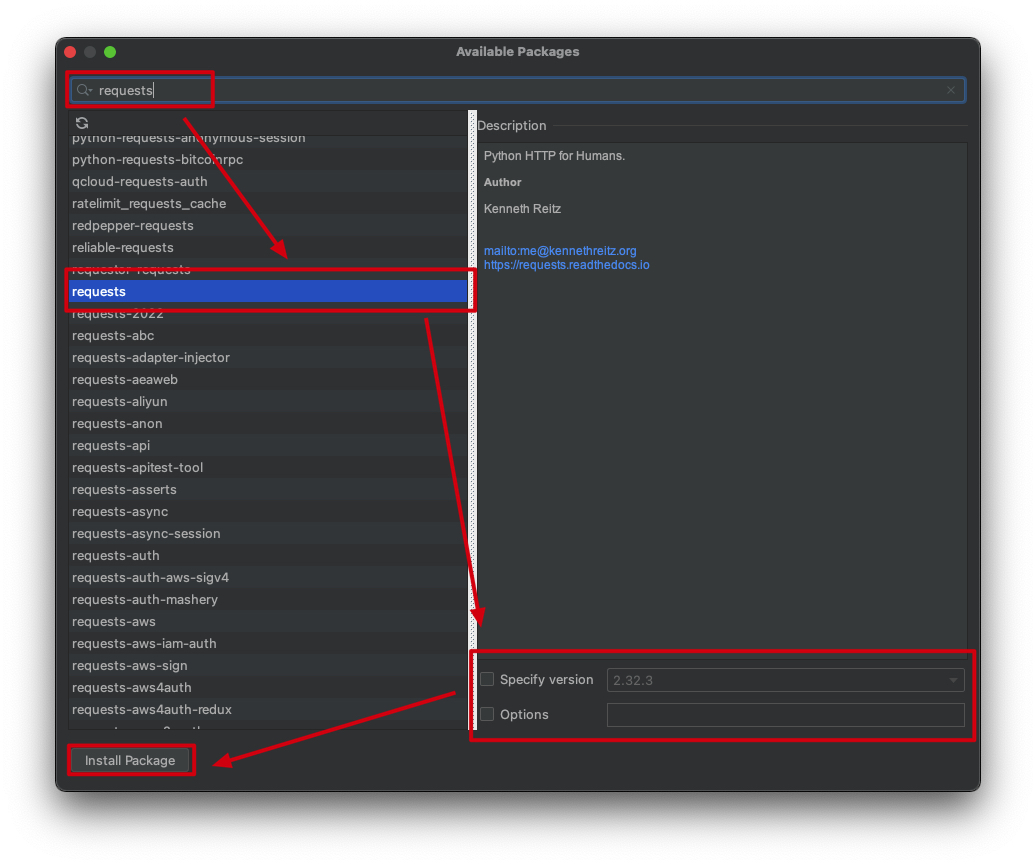 Available Packages
requests
python-requests-anonymous-session
python-requests-bitcoinrpc
qcloud-requests-auth
ratelimit_requests_cache
redpepper-requests
reliable-requests
requestor-requests
requests
requests-2022
requests-abc
requests-adapter-injector
requests-aeaweb
requests-aliyun
requests-anon
requests-api
requests-apitest-tool
requests-asserts
requests-async
requests-async-session
requests-auth
requests-auth-aws-sigv4
requests-auth-mashery
requests-aws
requests-aws-iam-auth
requests-aws-sign
requests-aws4auth
requests-aws4auth-redux
Description
Python HTTP for Humans.
Author
Kenneth Reitz
mailto:me@kennethreitz.org
https://requests.readthedocs.io
Specify version 2.32.3
Options
Install Package